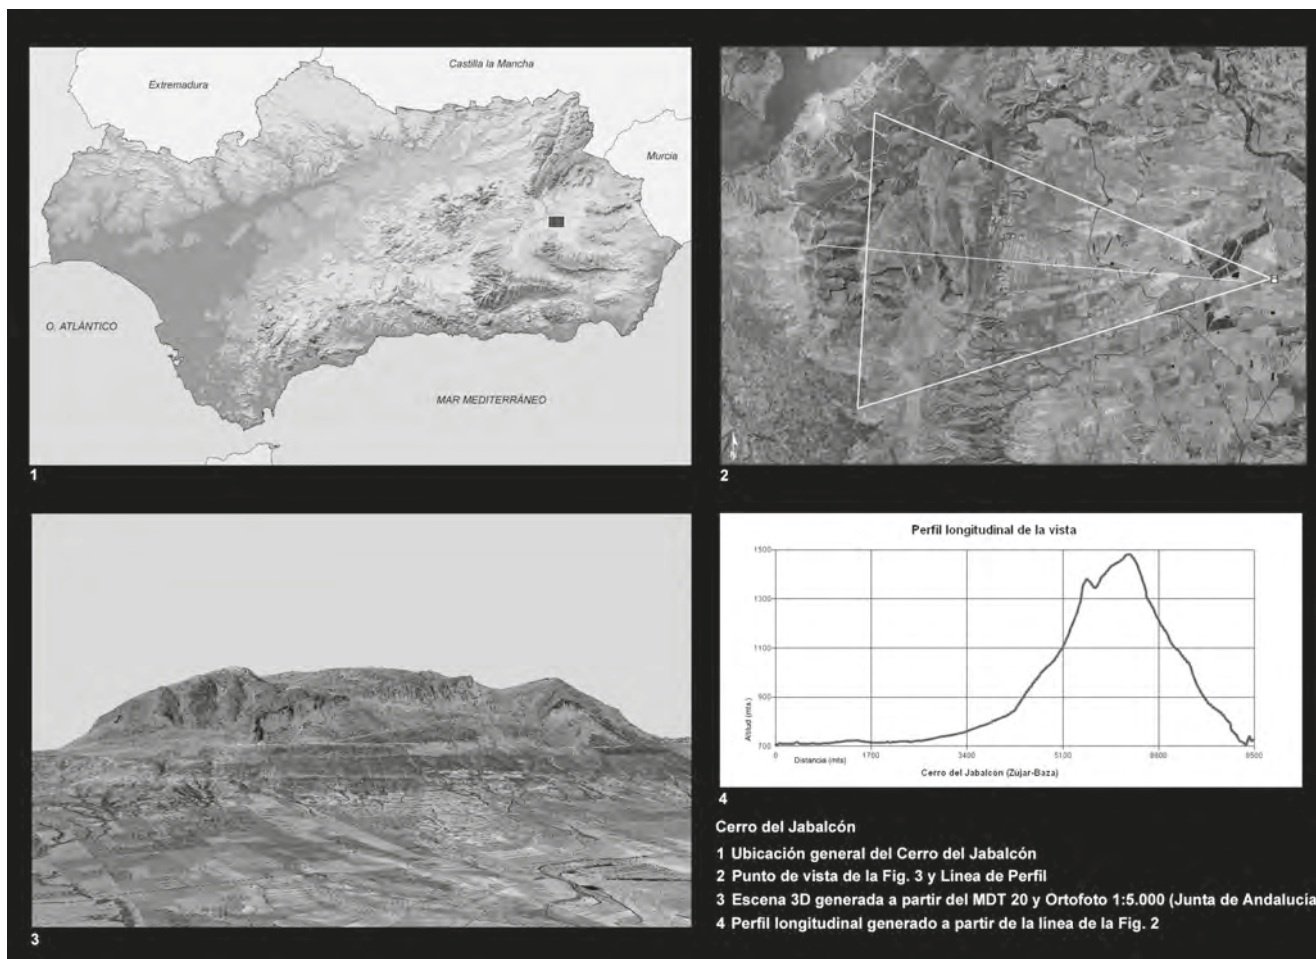 Castilla la Mancha
Extremadura
Murcia
O. ATLÁNTICO
MAR MEDITERRÁNEO
1
2
3
Perfil longitudinal de la vista
1500
1300
1100
900
700
Altitud (mts.)
0 1700 3400 5100 6800 8500
Distancia (mts)
Cerro del Jabalcón (Zújar-Baza)
4
Cerro del Jabalcón
1 Ubicación general del Cerro del Jabalcón
2 Punto de vista de la Fig. 3 y Línea de Perfil
3 Escena 3D generada a partir del MDT 20 y Ortofoto 1:5.000 (Junta de Andalucía
4 Perfil longitudinal generado a partir de la línea de la Fig. 2